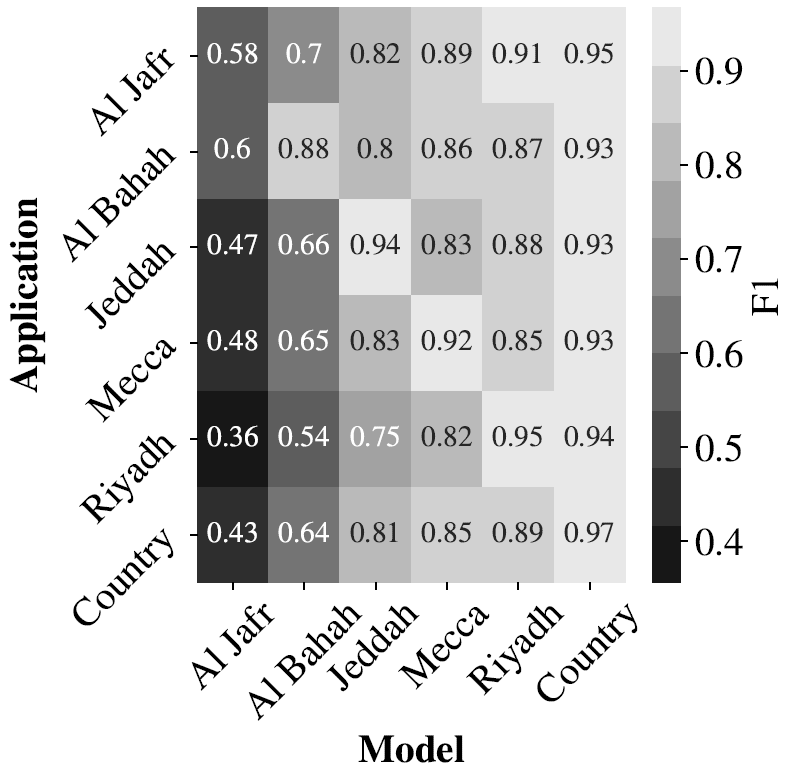 Application
Al Jafr 0.58 0.7 0.82 0.89 0.91 0.95
Al Bahah 0.6 0.88 0.8 0.86 0.87 0.93
Jeddah 0.47 0.66 0.94 0.83 0.88 0.93
Mecca 0.48 0.65 0.83 0.92 0.85 0.93
Riyadh 0.36 0.54 0.75 0.82 0.95 0.94
Country 0.43 0.64 0.81 0.85 0.89 0.97
Al Jafr Al Bahah Jeddah Mecca Riyadh Country
Model
0.9
0.8
0.7
0.6
0.5
0.4
F1